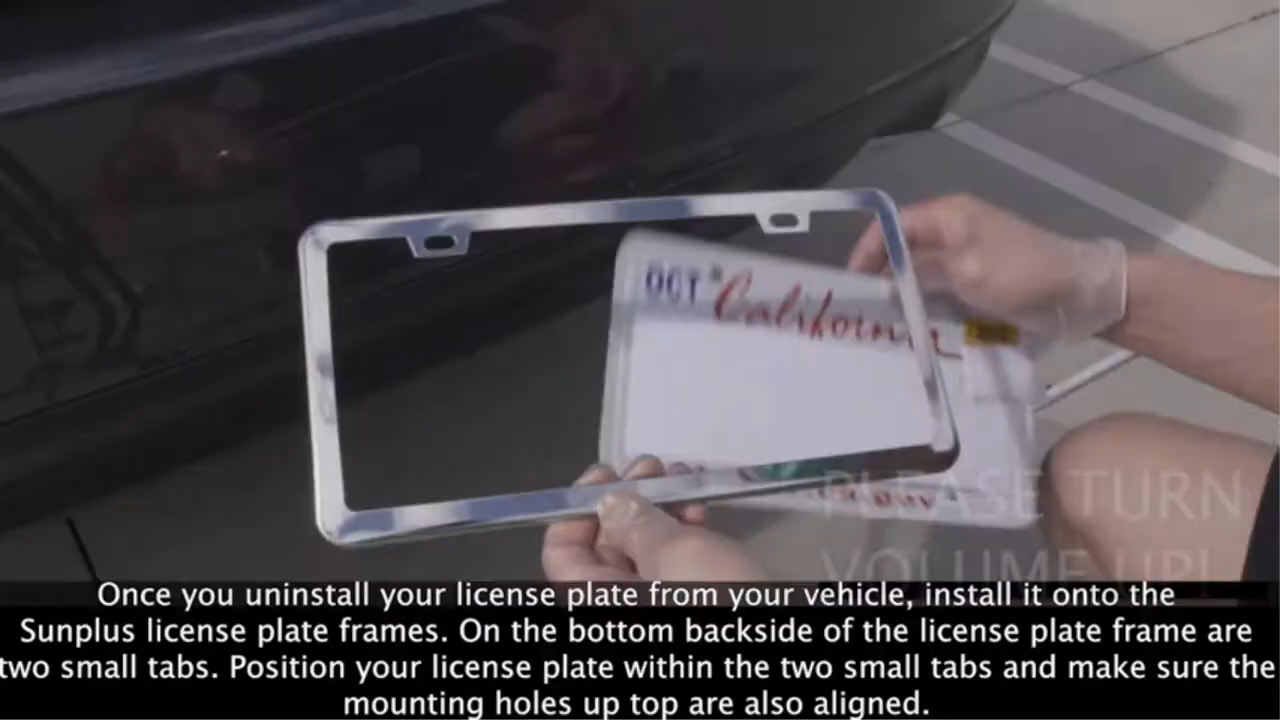 OCT California
PLEASE TURN
VOLUME UP!
Once you uninstall your license plate from your vehicle, install it onto the
Sunplus license plate frames. On the bottom backside of the license plate frame are
two small tabs. Position your license plate within the two small tabs and make sure the
mounting holes up top are also aligned.